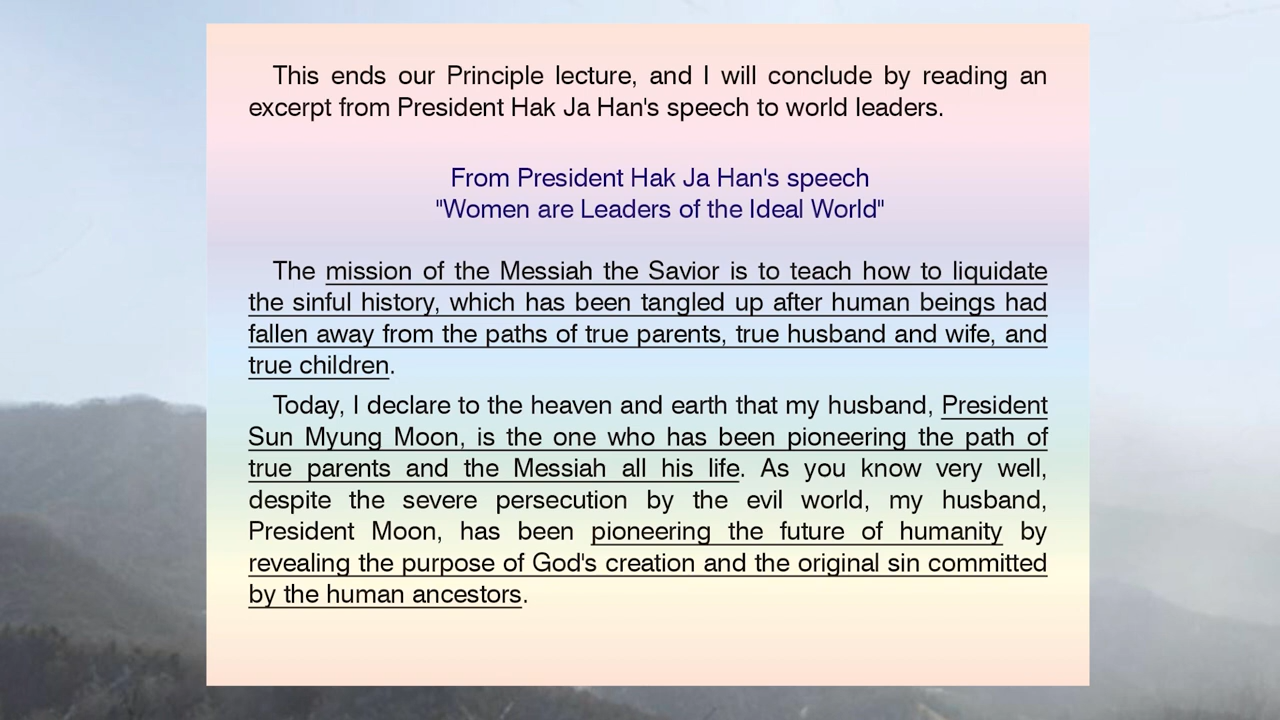 This ends our Principle lecture, and I will conclude by reading an
excerpt from President Hak Ja Han's speech to world leaders.
From President Hak Ja Han's speech
"Women are Leaders of the Ideal World"
The mission of the Messiah the Savior is to teach how to liquidate
the sinful history, which has been tangled up after human beings had
fallen away from the paths of true parents, true husband and wife, and
true children.
Today, I declare to the heaven and earth that my husband, President
Sun Myung Moon, is the one who has been pioneering the path of
true parents and the Messiah all his life. As you know very well,
despite the severe persecution by the evil world, my husband,
President Moon, has been pioneering the future of humanity by
revealing the purpose of God's creation and the original sin committed
by the human ancestors.